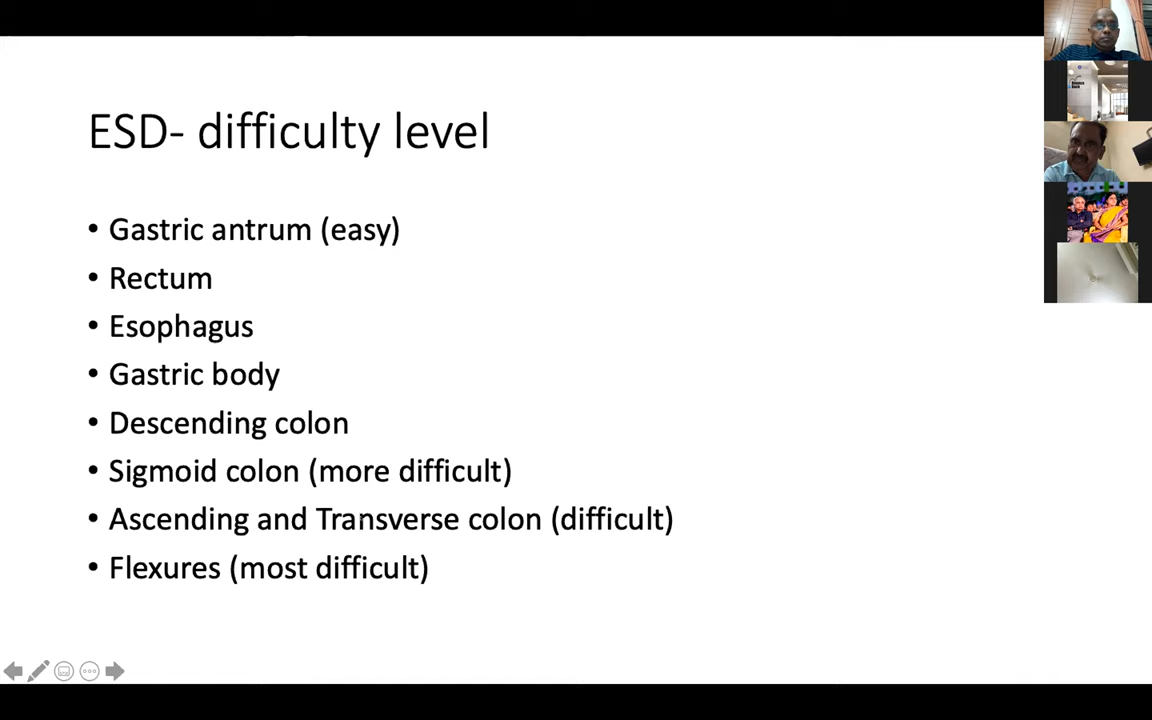 ESD- difficulty level
• Gastric antrum (easy)
• Rectum
• Esophagus
• Gastric body
• Descending colon
• Sigmoid colon (more difficult)
• Ascending and Transverse colon (difficult)
• Flexures (most difficult)